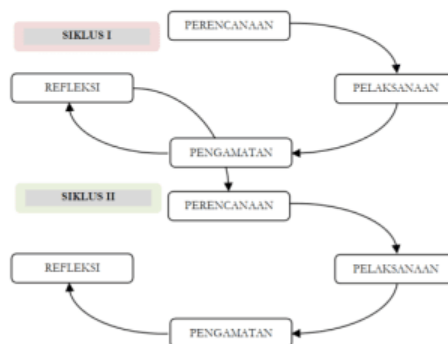 PERENCANAAN
SIKLUS I
REFLEKSI
PELAKSANAAN
PENGAMATAN
SIKLUS II
PERENCANAAN
REFLEKSI
PELAKSANAAN
PENGAMATAN